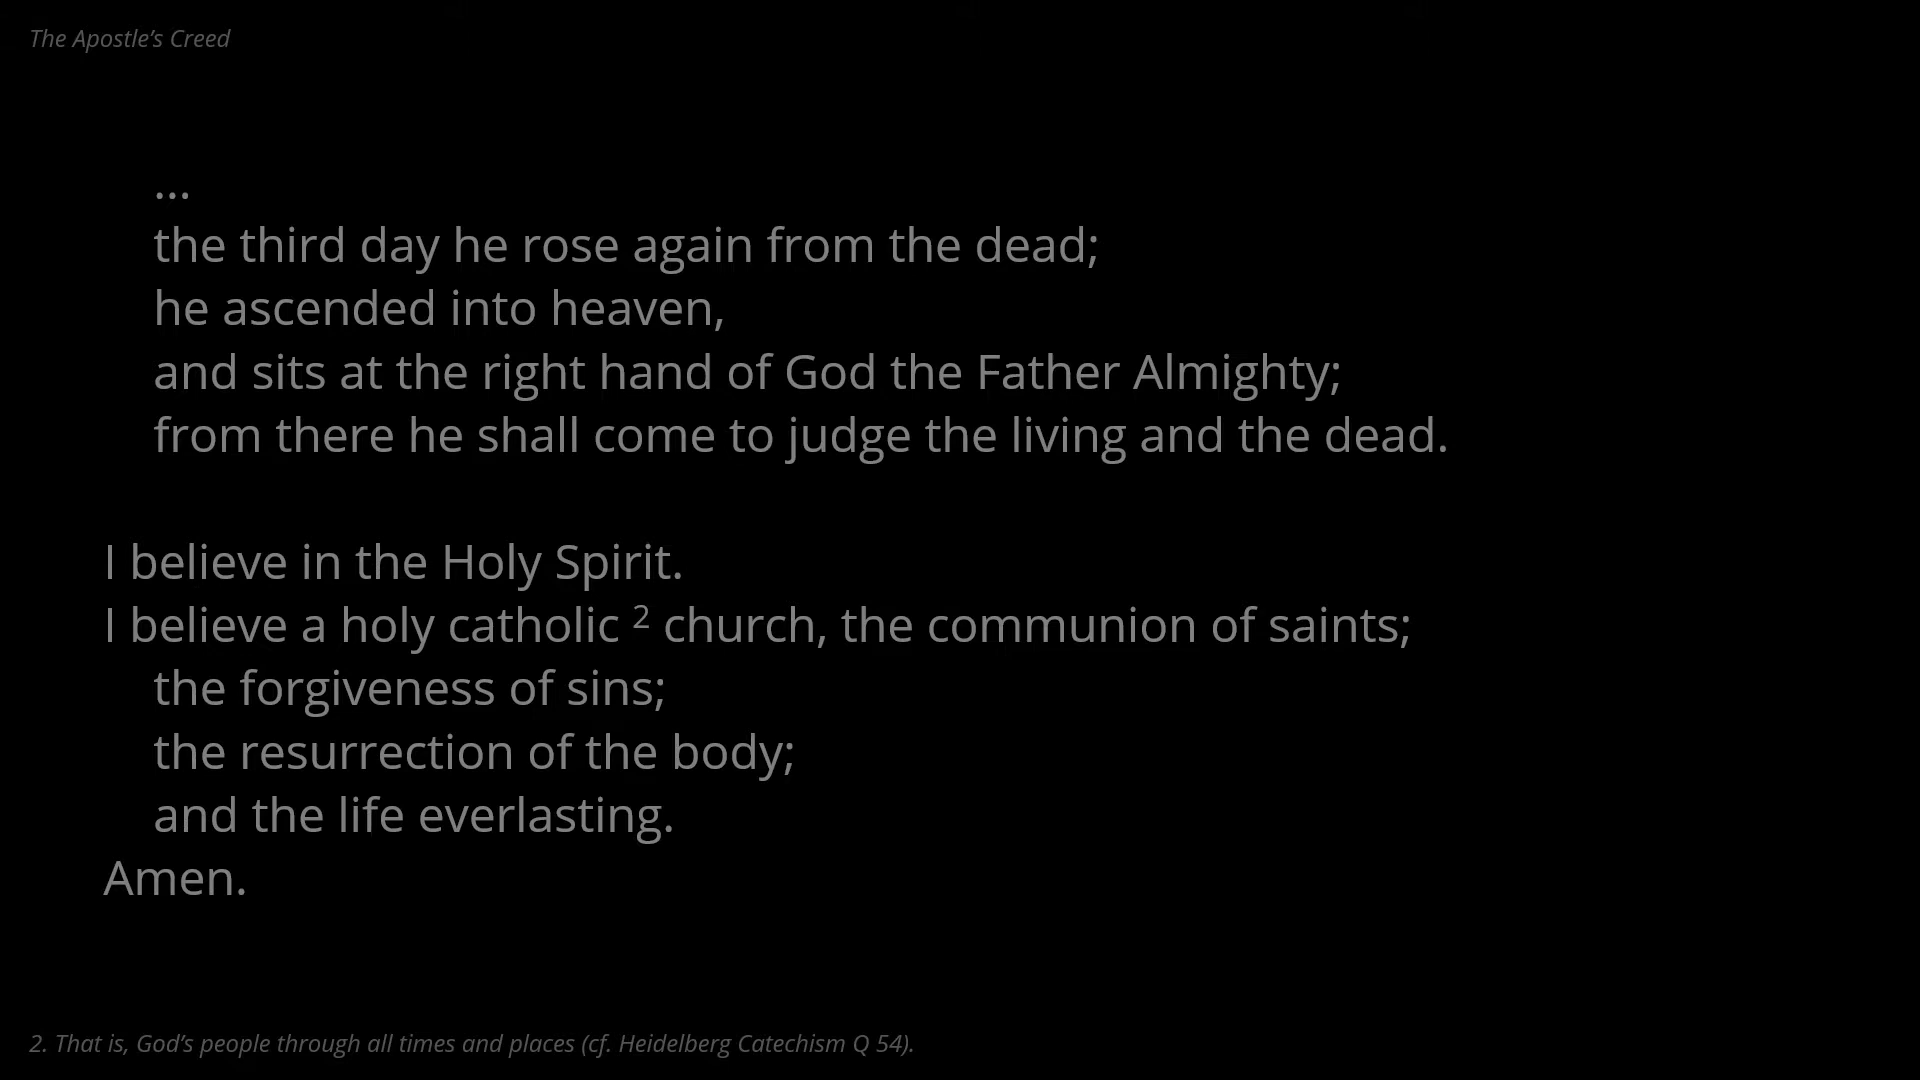 The Apostle’s Creed
...
the third day he rose again from the dead;
he ascended into heaven,
and sits at the right hand of God the Father Almighty;
from there he shall come to judge the living and the dead.
I believe in the Holy Spirit.
I believe a holy catholic ² church, the communion of saints;
the forgiveness of sins;
the resurrection of the body;
and the life everlasting.
Amen.
2. That is, God’s people through all times and places (cf. Heidelberg Catechism Q 54).